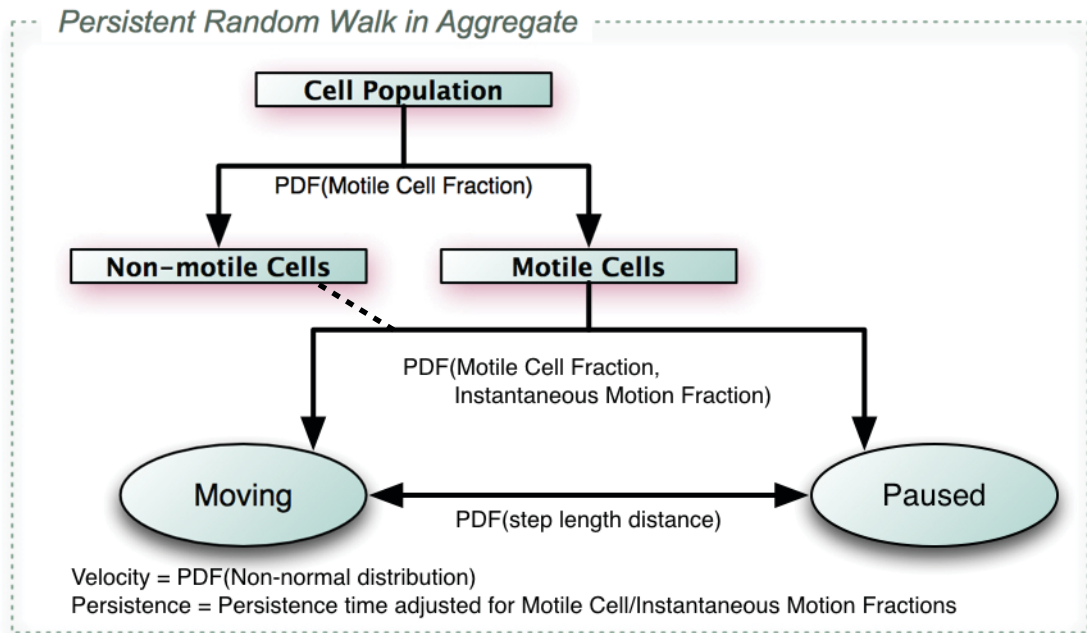 Persistent Random Walk in Aggregate
Cell Population
PDF(Motile Cell Fraction)
Non-motile Cells
Motile Cells
PDF(Motile Cell Fraction,
Instantaneous Motion Fraction)
Moving
Paused
PDF(step length distance)
Velocity = PDF(Non-normal distribution)
Persistence = Persistence time adjusted for Motile Cell/Instantaneous Motion Fractions